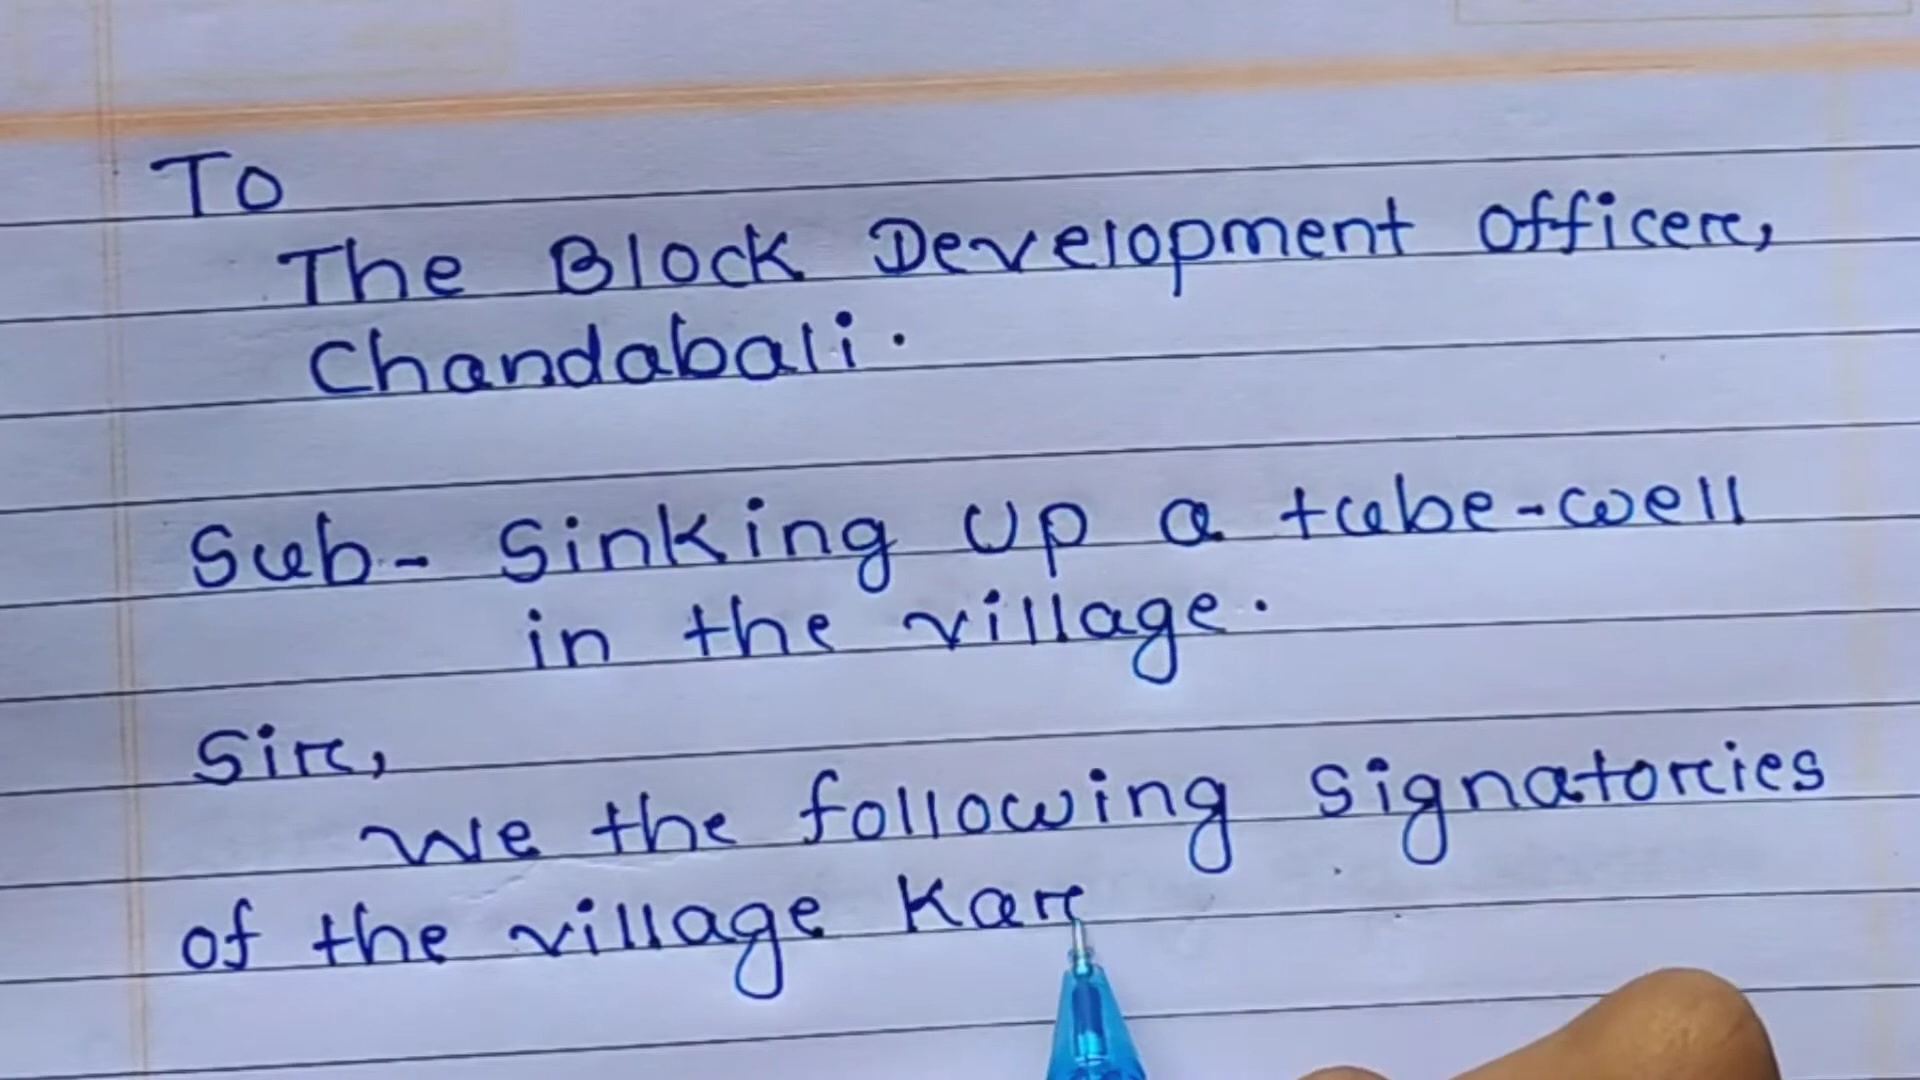 To
The Block Development Officer,
Chandabali.
Sub- Sinking up a tube-well
in the village.
Sir,
We the following signatories
of the village Kar